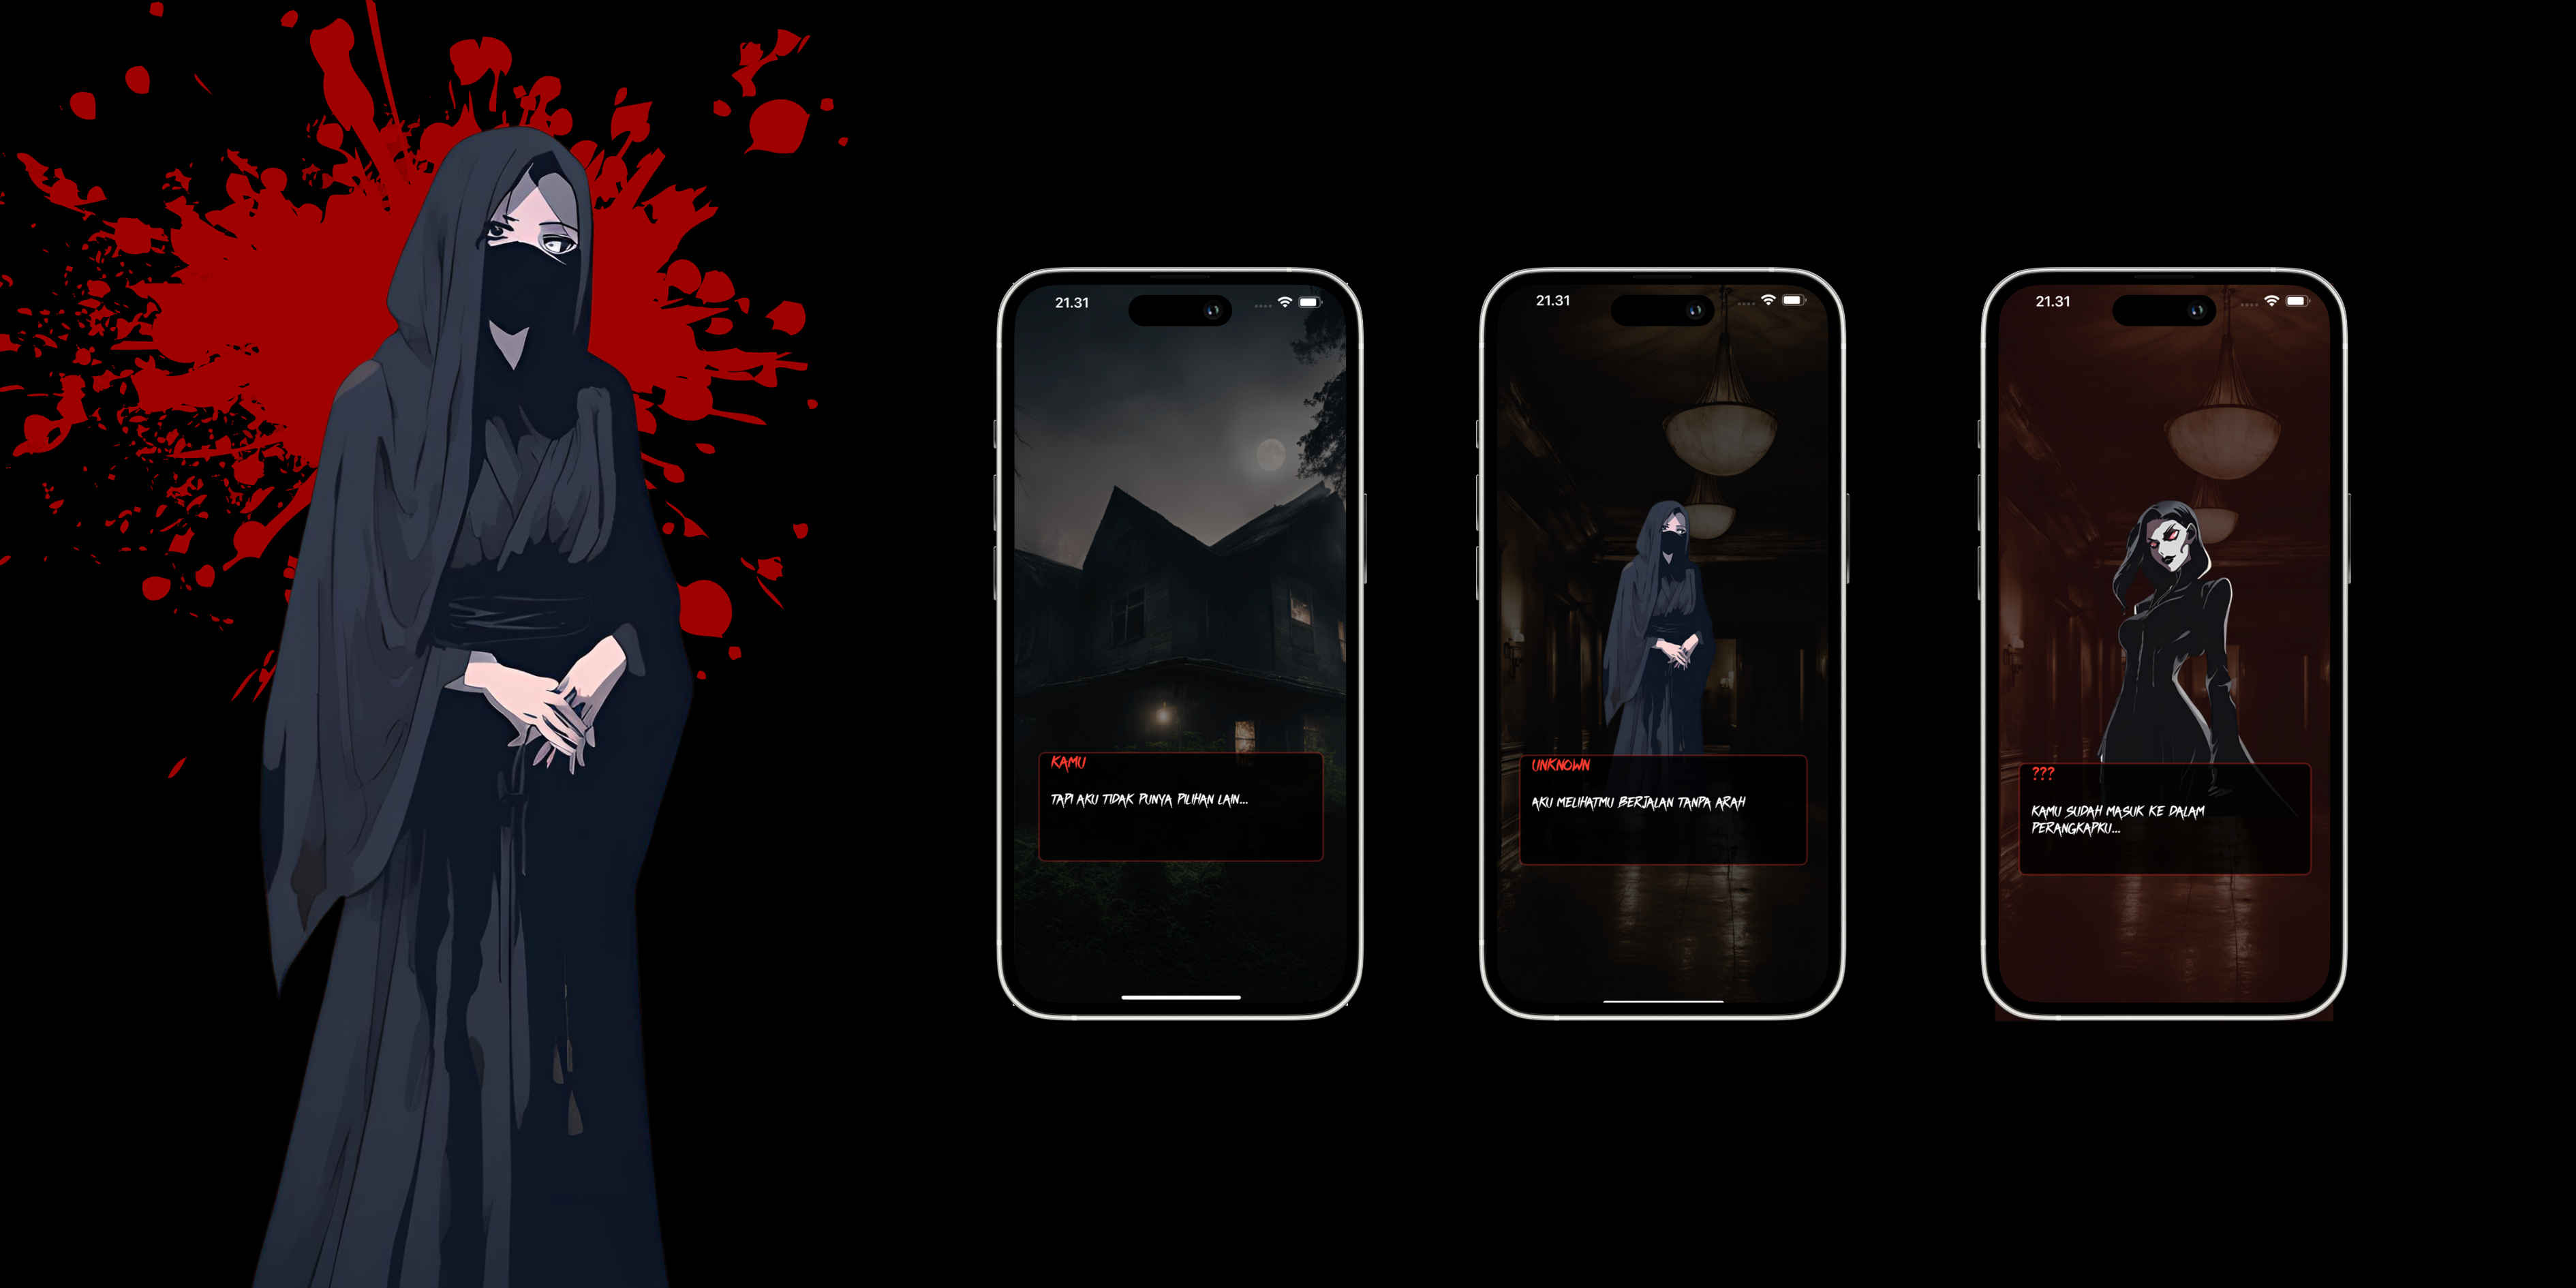 21.31
KAMU
TAPI AKU TIDAK PUNYA PILIHAN LAIN...
21.31
UNKNOWN
AKU MELIHATMU BERJALAN TANPA ARAH
21.31
???
KAMU SUDAH MASUK KE DALAM
PERANGKAPKU...